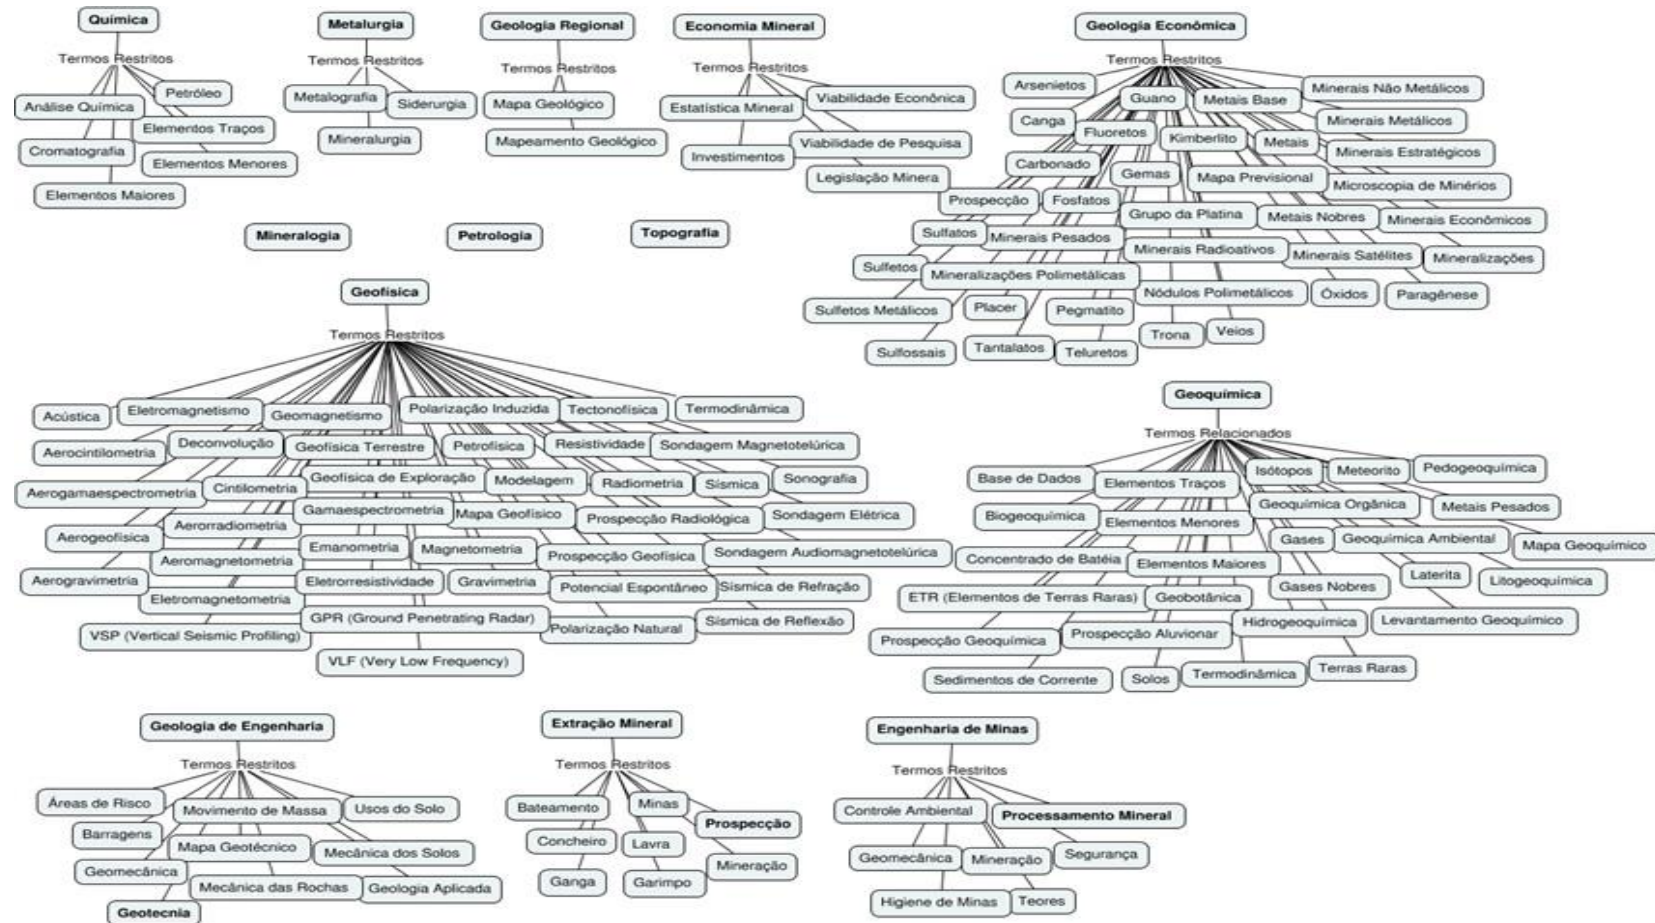 Química
Termos Restritos
Petróleo
Análise Química
Elementos Traços
Cromatografia
Elementos Menores
Elementos Maiores
Metalurgia
Termos Restritos
Metalografia
Siderurgia
Mineralurgia
Geologia Regional
Termos Restritos
Mapa Geológico
Mapeamento Geológico
Economia Mineral
Termos Restritos
Viabilidade Econônica
Estatística Mineral
Viabilidade de Pesquisa
Investimentos
Legislação Minera
Geologia Econômica
Termos Restritos
Arsenietos
Minerais Não Metálicos
Guano
Metais Base
Canga
Minerais Metálicos
Fluoretos
Kimberlito
Metais
Minerais Estratégicos
Carbonado
Gemas
Mapa Previsional
Microscopia de Minérios
Prospecção
Fosfatos
Grupo da Platina
Metais Nobres
Minerais Econômicos
Sulfatos
Minerais Pesados
Minerais Radioativos
Minerais Satélites
Mineralizações
Sulfetos
Mineralizações Polimetálicas
Nódulos Polimetálicos
Óxidos
Paragênese
Sulfetos Metálicos
Placer
Pegmatito
Trona
Veios
Sulfossais
Tantalatos
Teluretos
Mineralogia
Petrologia
Topografia
Geofísica
Termos Restritos
Acústica
Eletromagnetismo
Geomagnetismo
Polarização Induzida
Tectonofísica
Termodinâmica
Aerocintilometria
Deconvolução
Geofísica Terrestre
Petrofísica
Resistividade
Sondagem Magnetotelúrica
Aerogamaespectrometria
Cintilometria
Geofísica de Exploração
Modelagem
Radiometria
Sísmica
Sonografia
Aerogeofísica
Aerorradiometria
Gamaespectrometria
Mapa Geofísico
Prospecção Radiológica
Sondagem Elétrica
Aerogravimetria
Aeromagnetometria
Emanometria
Magnetometria
Prospecção Geofísica
Sondagem Audiomagnetotelúrica
Eletromagnetometria
Eletrorresistividade
Gravimetria
Potencial Espontâneo
Sísmica de Refração
VSP (Vertical Seismic Profiling)
GPR (Ground Penetrating Radar)
Polarização Natural
Sísmica de Reflexão
VLF (Very Low Frequency)
Geoquímica
Termos Relacionados
Base de Dados
Elementos Traços
Isótopos
Meteorito
Pedogeoquímica
Biogeoquímica
Elementos Menores
Geoquímica Orgânica
Metais Pesados
Concentrado de Batéia
Elementos Maiores
Gases
Geoquímica Ambiental
Mapa Geoquímico
ETR (Elementos de Terras Raras)
Geobotânica
Gases Nobres
Laterita
Litogeoquímica
Prospecção Geoquímica
Prospecção Aluvionar
Hidrogeoquímica
Levantamento Geoquímico
Sedimentos de Corrente
Solos
Termodinâmica
Terras Raras
Geologia de Engenharia
Termos Restritos
Áreas de Risco
Movimento de Massa
Usos do Solo
Barragens
Mapa Geotécnico
Mecânica dos Solos
Geomecânica
Mecânica das Rochas
Geologia Aplicada
Geotecnia
Extração Mineral
Termos Restritos
Bateamento
Minas
Prospecção
Concheiro
Lavra
Mineração
Ganga
Garimpo
Engenharia de Minas
Termos Restritos
Controle Ambiental
Processamento Mineral
Geomecânica
Mineração
Segurança
Higiene de Minas
Teores